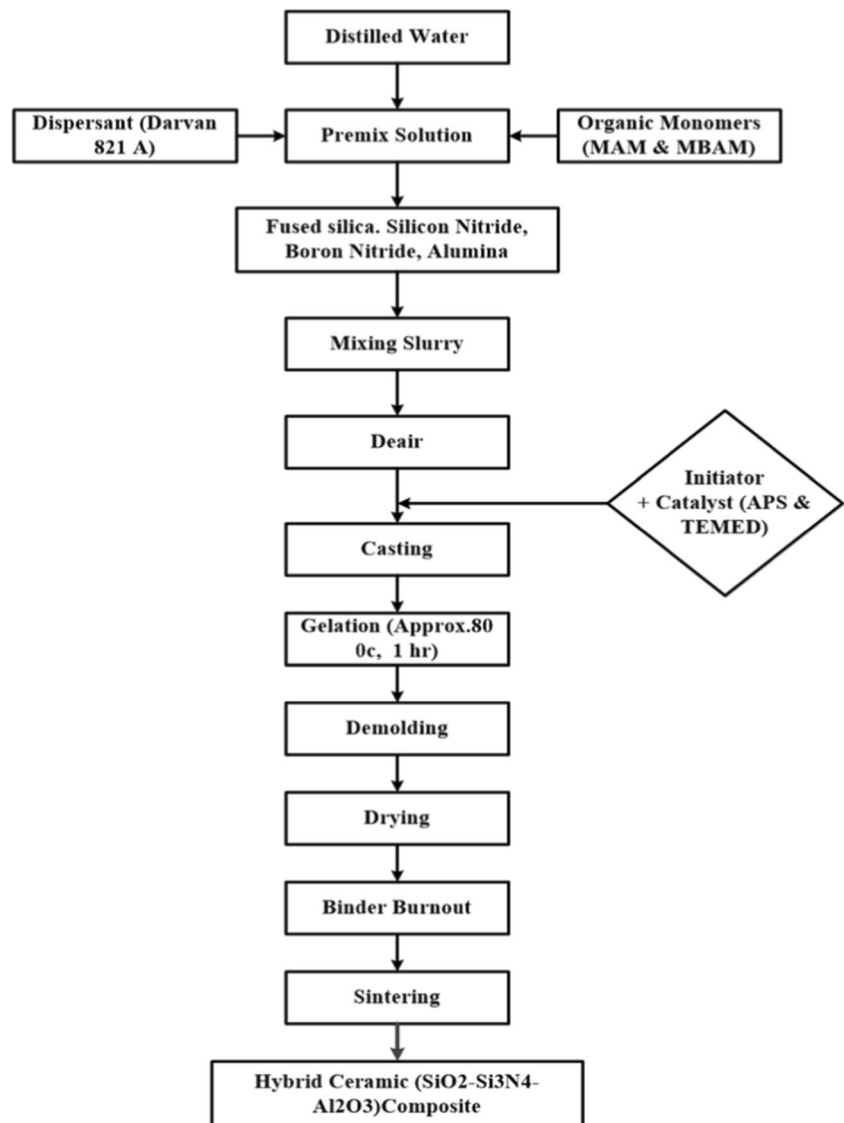 Distilled Water
Dispersant (Darvan
821 A)
Premix Solution
Organic Monomers
(MAM & MBAM)
Fused silica. Silicon Nitride,
Boron Nitride, Alumina
Mixing Slurry
Deair
Initiator
+ Catalyst (APS &
TEMED)
Casting
Gelation (Approx.80
0c, 1 hr)
Demolding
Drying
Binder Burnout
Sintering
Hybrid Ceramic (SiO2-Si3N4-
Al2O3)Composite